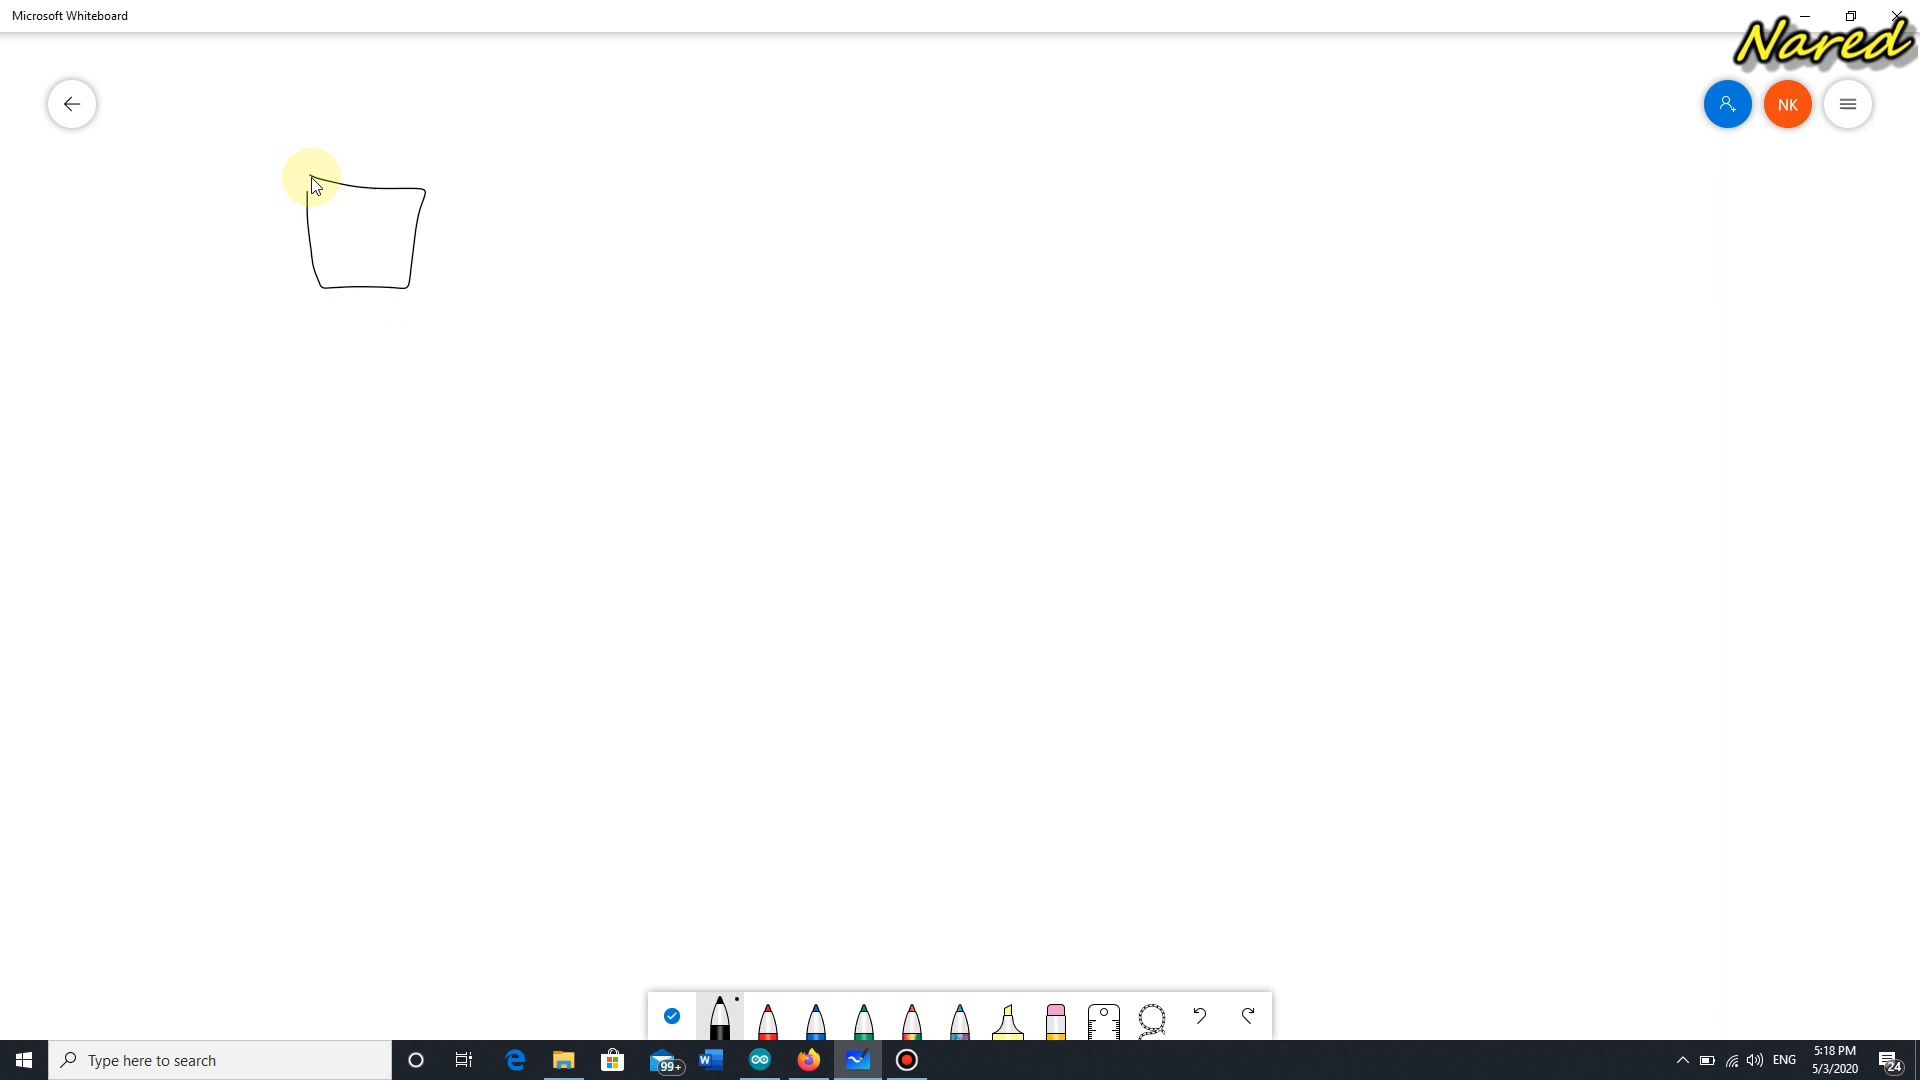 Microsoft Whiteboard
Nared
NK
Type here to search
99+
W
ENG
5:18 PM
5/3/2020
24